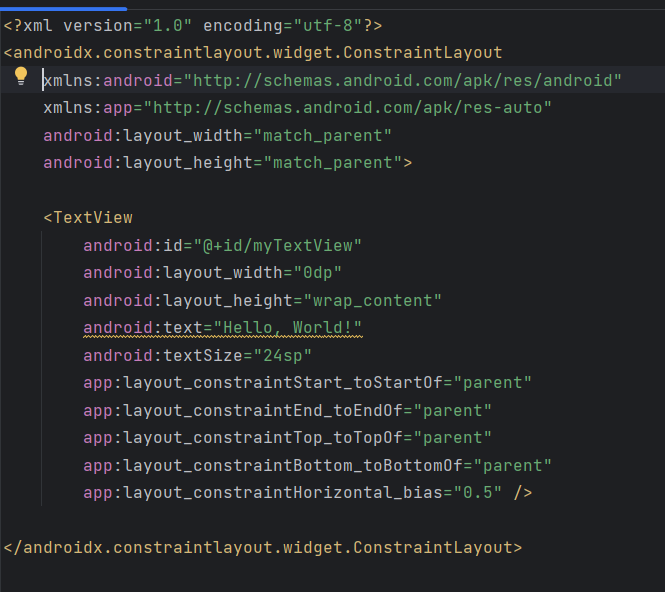 <?xml version="1.0" encoding="utf-8"?>
<androidx.constraintlayout.widget.ConstraintLayout
    xmlns:android="http://schemas.android.com/apk/res/android"
    xmlns:app="http://schemas.android.com/apk/res-auto"
    android:layout_width="match_parent"
    android:layout_height="match_parent">

    <TextView
        android:id="@+id/myTextView"
        android:layout_width="0dp"
        android:layout_height="wrap_content"
        android:text="Hello, World!"
        android:textSize="24sp"
        app:layout_constraintStart_toStartOf="parent"
        app:layout_constraintEnd_toEndOf="parent"
        app:layout_constraintTop_toTopOf="parent"
        app:layout_constraintBottom_toBottomOf="parent"
        app:layout_constraintHorizontal_bias="0.5" />

</androidx.constraintlayout.widget.ConstraintLayout>